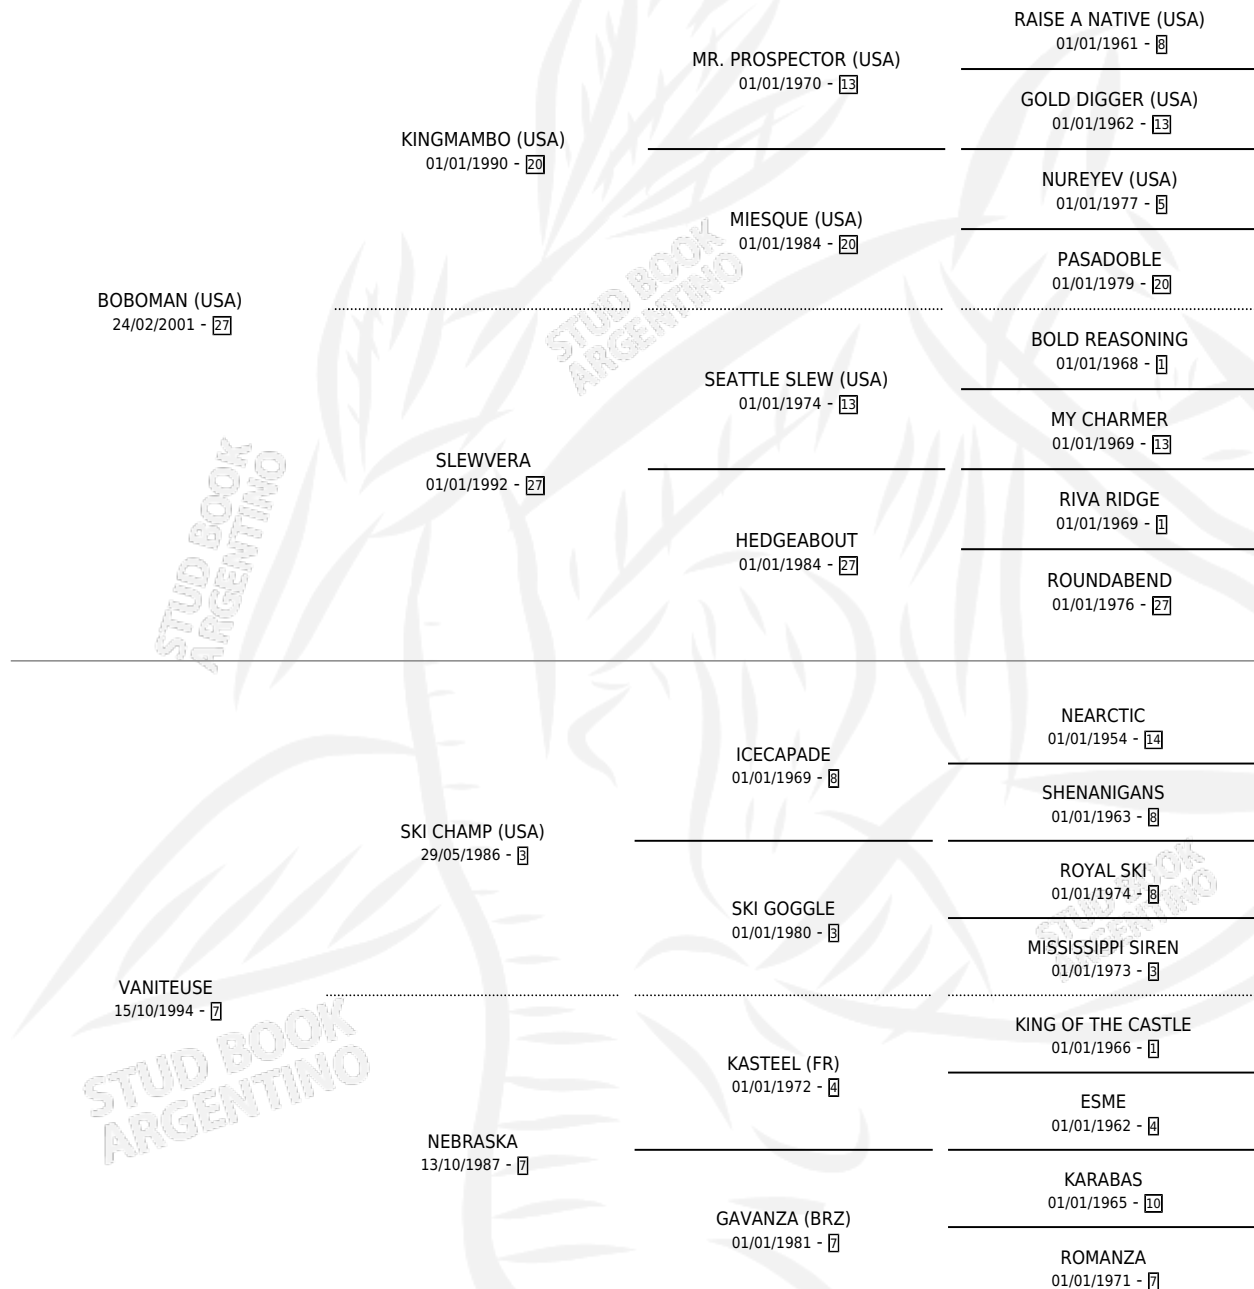 RAISE A NATIVE (USA)
01/01/1961 - 8
MR. PROSPECTOR (USA)
01/01/1970 - 13
GOLD DIGGER (USA)
01/01/1962 - 13
KINGMAMBO (USA)
01/01/1990 - 20
NUREYEV (USA)
01/01/1977 - 5
MIESQUE (USA)
01/01/1984 - 20
PASADOBLE
01/01/1979 - 20
BOBOMAN (USA)
24/02/2001 - 27
BOLD REASONING
01/01/1968 - 1
SEATTLE SLEW (USA)
01/01/1974 - 13
MY CHARMER
01/01/1969 - 13
SLEWVERA
01/01/1992 - 27
RIVA RIDGE
01/01/1969 - 1
HEDGEABOUT
01/01/1984 - 27
ROUNDABEND
01/01/1976 - 27
NEARCTIC
01/01/1954 - 14
ICECAPADE
01/01/1969 - 8
SHENANIGANS
01/01/1963 - 8
SKI CHAMP (USA)
29/05/1986 - 3
ROYAL SKI
01/01/1974 - 8
SKI GOGGLE
01/01/1980 - 3
MISSISSIPPI SIREN
01/01/1973 - 3
VANITEUSE
15/10/1994 - 7
KING OF THE CASTLE
01/01/1966 - 1
KASTEEL (FR)
01/01/1972 - 4
ESME
01/01/1962 - 4
NEBRASKA
13/10/1987 - 7
KARABAS
01/01/1965 - 10
GAVANZA (BRZ)
01/01/1981 - 7
ROMANZA
01/01/1971 - 7
STUD BOOK
ARGENTINO
STUD BOOK
ARGENTINO
STUD BOOK
ARGENTINO
STUD BOOK
ARGENTINO